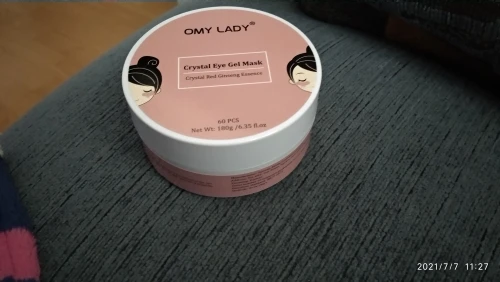 OMY LADY®
Crystal Eye Gel Mask
Crystal Red Ginseng Essence
60 PCS
Net Wt: 180g /6.35 fl.oz
2021/7/7 11:27